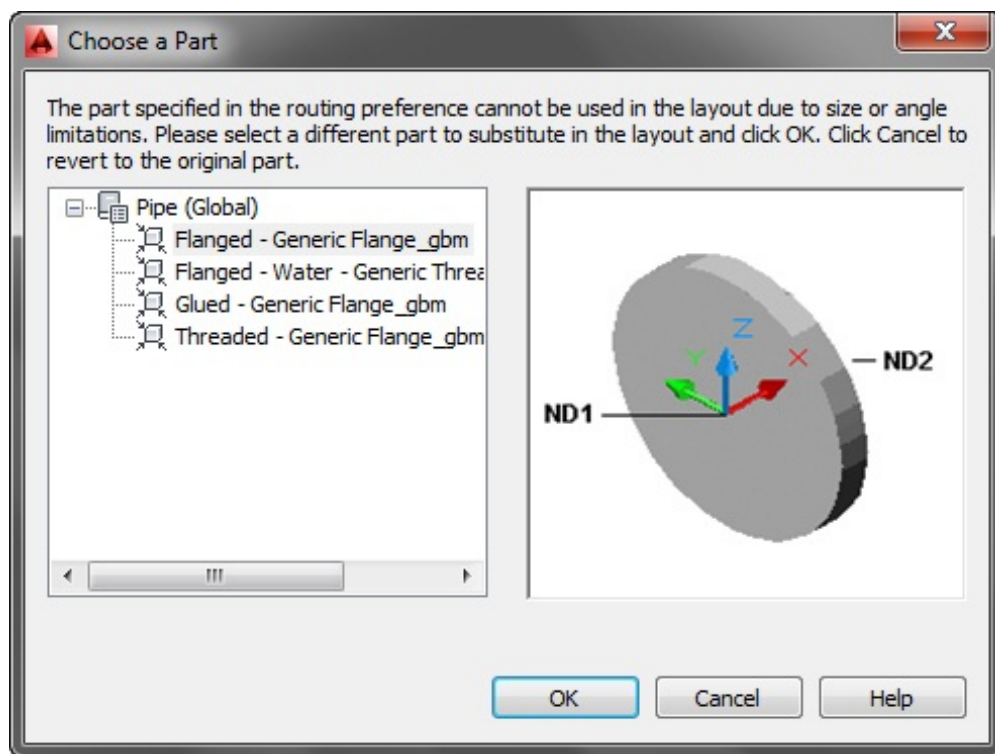 Choose a Part
The part specified in the routing preference cannot be used in the layout due to size or angle
limitations. Please select a different part to substitute in the layout and click OK. Click Cancel to
revert to the original part.
Pipe (Global)
Flanged - Generic Flange_gbm
Flanged - Water - Generic Threa
Glued - Generic Flange_gbm
Threaded - Generic Flange_gbm
Z
Y
X
ND2
ND1
OK
Cancel
Help